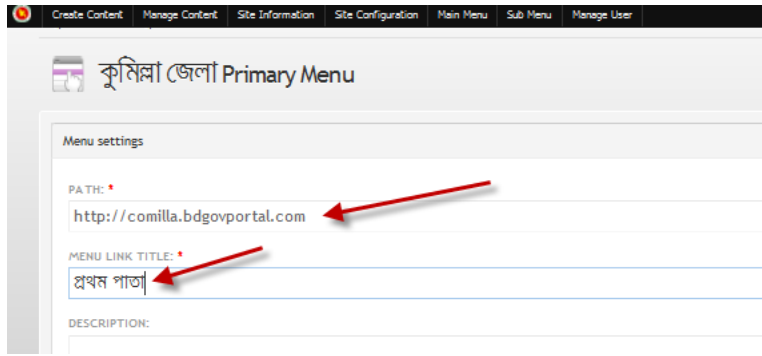 Create Content Manage Content Site Information Site Configuration Main Menu Sub Menu Manage User
কুমিল্লা জেলা Primary Menu
Menu settings
PATH: *
http://comilla.bdgovportal.com
MENU LINK TITLE: *
প্রথম পাতা
DESCRIPTION: